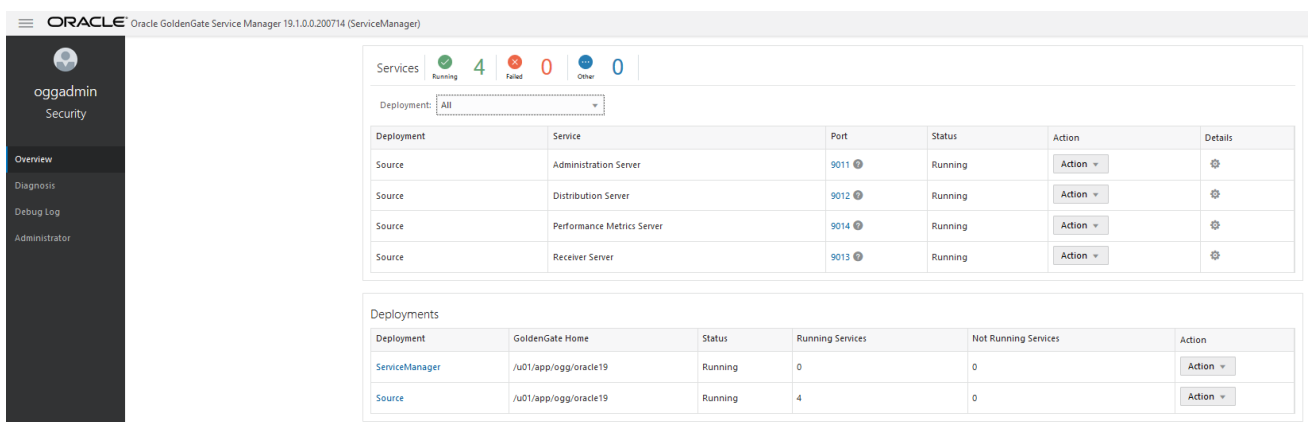 ORACLE Oracle GoldenGate Service Manager 19.1.0.0.200714 (ServiceManager)
oggadmin
Security
Overview
Diagnosis
Debug Log
Administrator
Services Running 4 Failed 0 Other 0
Deployment: All
Deployment Service Port Status Action Details
Source Administration Server 9011 Running Action
Source Distribution Server 9012 Running Action
Source Performance Metrics Server 9014 Running Action
Source Receiver Server 9013 Running Action
Deployments
Deployment GoldenGate Home Status Running Services Not Running Services Action
ServiceManager /u01/app/ogg/oracle19 Running 0 0 Action
Source /u01/app/ogg/oracle19 Running 4 0 Action